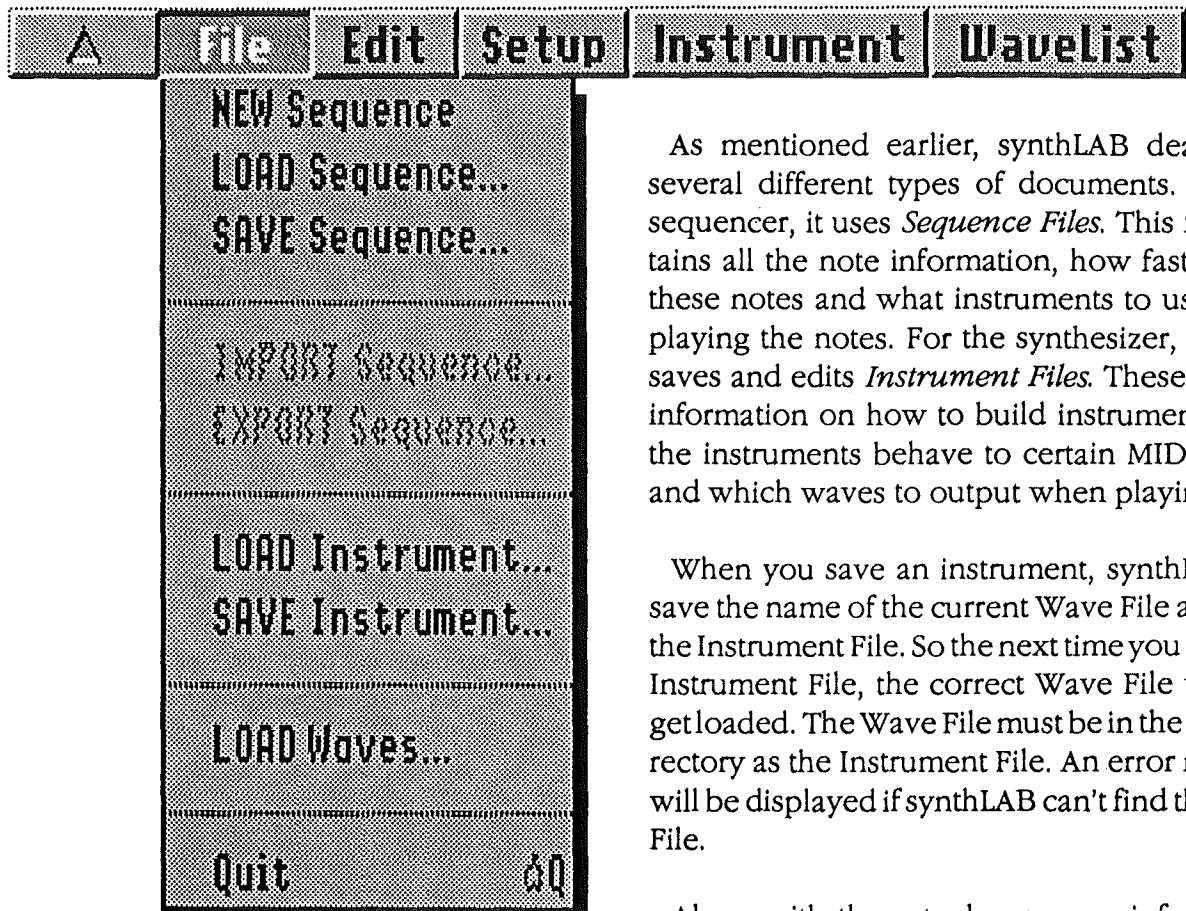 File Edit Setup Instrument WaveList
NEW Sequence
LOAD Sequence...
SAVE Sequence...
IMPORT Sequence...
EXPORT Sequence...
LOAD Instrument...
SAVE Instrument...
LOAD Waves...
Quit Q
As mentioned earlier, synthLAB
several different types of documents.
sequencer, it uses Sequence Files. This
tains all the note information, how fast
these notes and what instruments to
playing the notes. For the synthesizer,
saves and edits Instrument Files. These
information on how to build
the instruments behave to certain
and which waves to output when
When you save an instrument,
save the name of the current Wave File
the Instrument File. So the next time you
Instrument File, the correct Wave File
get loaded. The Wave File must be in the
rectory as the Instrument File. An error
will be displayed if synthLAB can't find
File.